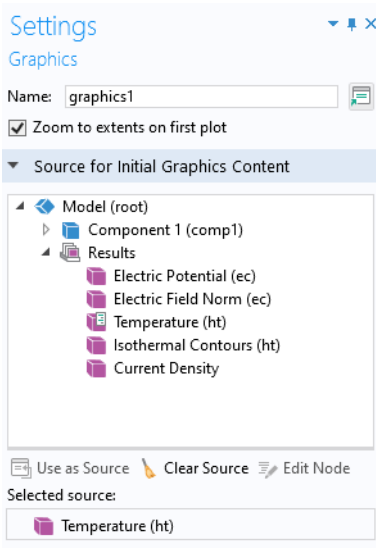 Settings
Graphics
Name: graphics1
Zoom to extents on first plot
Source for Initial Graphics Content
Model (root)
Component 1 (comp1)
Results
Electric Potential (ec)
Electric Field Norm (ec)
Temperature (ht)
Isothermal Contours (ht)
Current Density
Use as Source Clear Source Edit Node
Selected source:
Temperature (ht)